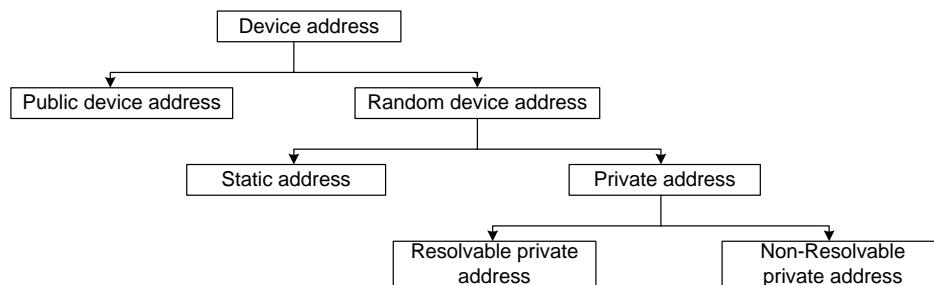 Device address
Public device address
Random device address
Static address
Private address
Resolvable private
address
Non-Resolvable
private address